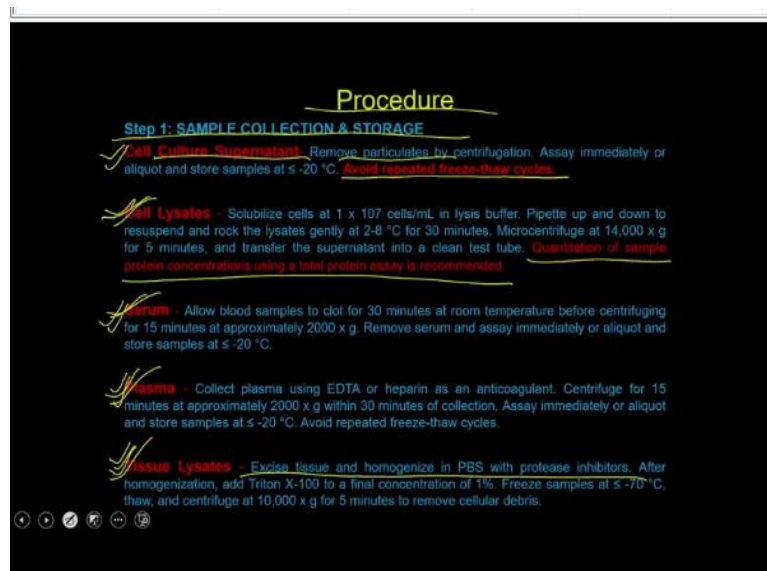 Procedure
Step 1: SAMPLE COLLECTION & STORAGE
Cell Culture Supernatant- Remove particulates by centrifugation. Assay immediately or
aliquot and store samples at ≤ -20 °C. Avoid repeated freeze-thaw cycles.
Cell Lysates - Solubilize cells at 1 x 107 cells/mL in lysis buffer. Pipette up and down to
resuspend and rock the lysates gently at 2-8 °C for 30 minutes. Microcentrifuge at 14,000 x g
for 5 minutes, and transfer the supernatant into a clean test tube. Quantitation of sample
protein concentrations using a total protein assay is recommended.
Serum - Allow blood samples to clot for 30 minutes at room temperature before centrifuging
for 15 minutes at approximately 2000 x g. Remove serum and assay immediately or aliquot and
store samples at ≤ -20 °C.
Plasma - Collect plasma using EDTA or heparin as an anticoagulant. Centrifuge for 15
minutes at approximately 2000 x g within 30 minutes of collection. Assay immediately or aliquot
and store samples at ≤ -20 °C. Avoid repeated freeze-thaw cycles.
Tissue Lysates - Excise tissue and homogenize in PBS with protease inhibitors. After
homogenization, add Triton X-100 to a final concentration of 1%. Freeze samples at ≤ -70 °C,
thaw, and centrifuge at 10,000 x g for 5 minutes to remove cellular debris.